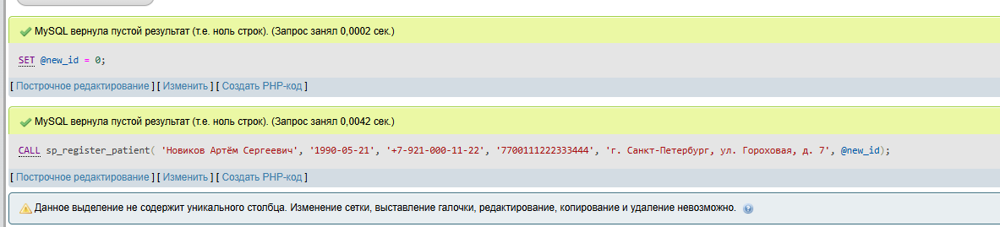 MySQL вернула пустой результат (т.е. ноль строк). (Запрос занял 0,0002 сек.)
SET @new_id = 0;
[ Построчное редактирование ] [ Изменить ] [ Создать PHP-код ]
MySQL вернула пустой результат (т.е. ноль строк). (Запрос занял 0,0042 сек.)
CALL sp_register_patient( 'Новиков Артём Сергеевич', '1990-05-21', '+7-921-000-11-22', '7700111222333444', 'г. Санкт-Петербург, ул. Гороховая, д. 7', @new_id);
[ Построчное редактирование ] [ Изменить ] [ Создать PHP-код ]
Данное выделение не содержит уникального столбца. Изменение сетки, выставление галочки, редактирование, копирование и удаление невозможно.